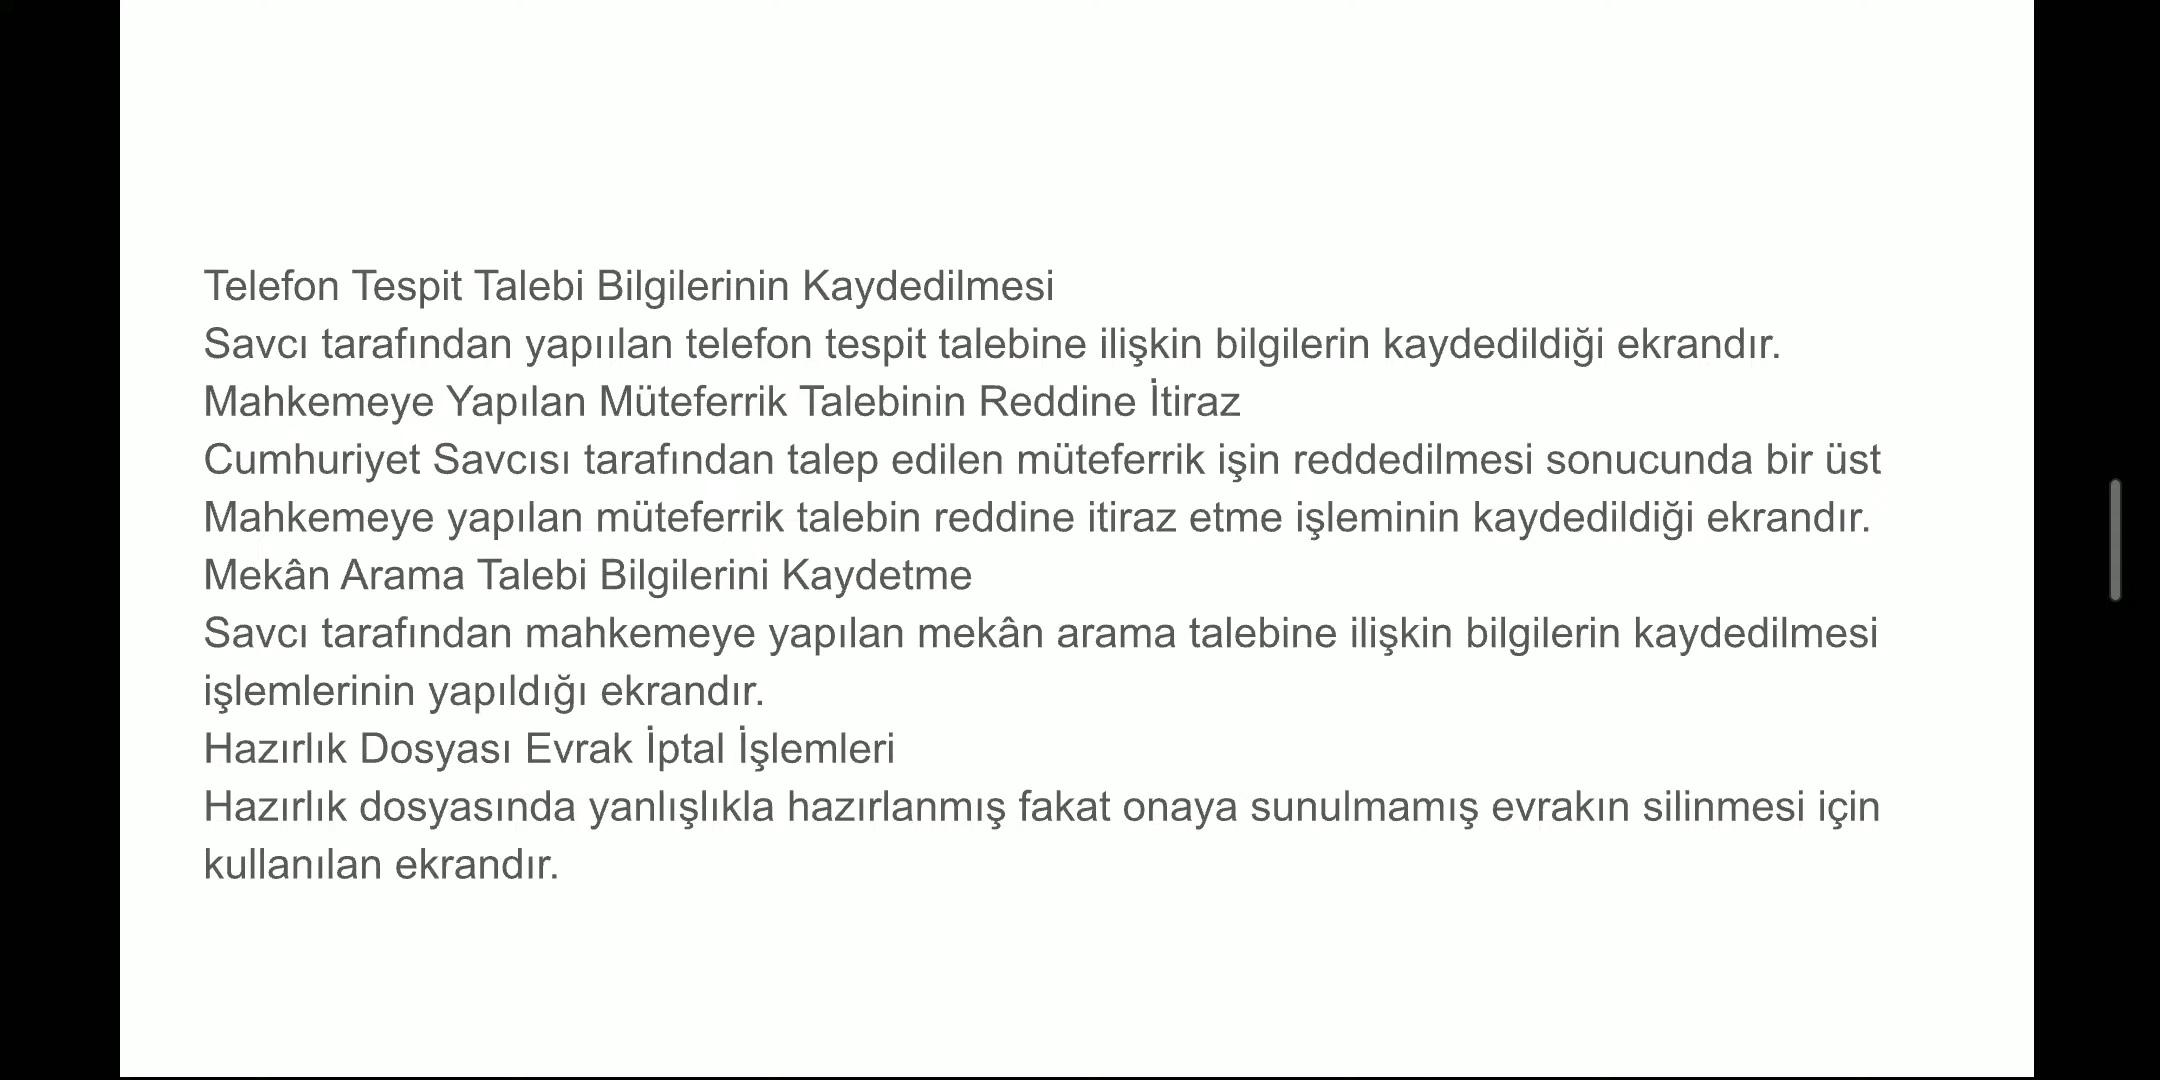 Telefon Tespit Talebi Bilgilerinin Kaydedilmesi
Savcı tarafından yapıılan telefon tespit talebine ilişkin bilgilerin kaydedildiği ekrandır.
Mahkemeye Yapılan Müteferrik Talebinin Reddine İtiraz
Cumhuriyet Savcısı tarafından talep edilen müteferrik işin reddedilmesi sonucunda bir üst
Mahkemeye yapılan müteferrik talebin reddine itiraz etme işleminin kaydedildiği ekrandır.
Mekân Arama Talebi Bilgilerini Kaydetme
Savcı tarafından mahkemeye yapılan mekân arama talebine ilişkin bilgilerin kaydedilmesi
işlemlerinin yapıldığı ekrandır.
Hazırlık Dosyası Evrak İptal İşlemleri
Hazırlık dosyasında yanlışlıkla hazırlanmış fakat onaya sunulmamış evrakın silinmesi için
kullanılan ekrandır.